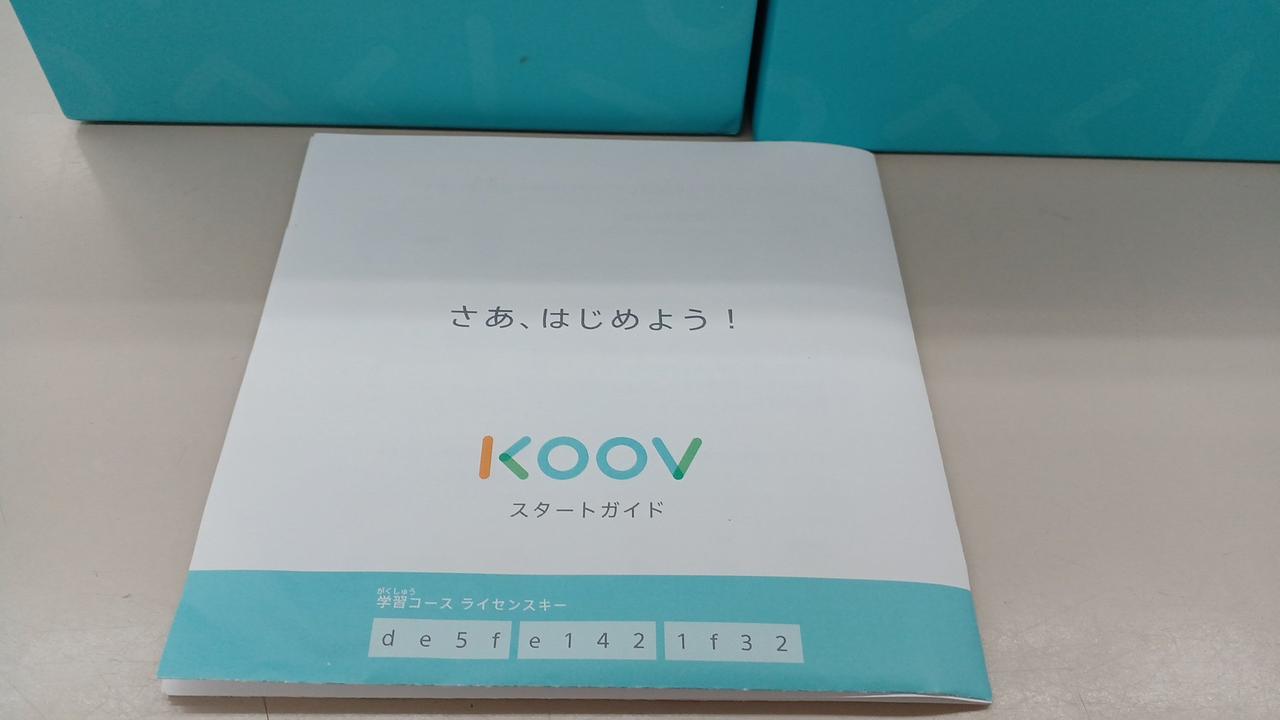 さあ、はじめよう！
KOOV
スタートガイド
がくしゅう
学習コース ライセンスキー
de5f e142 1f32